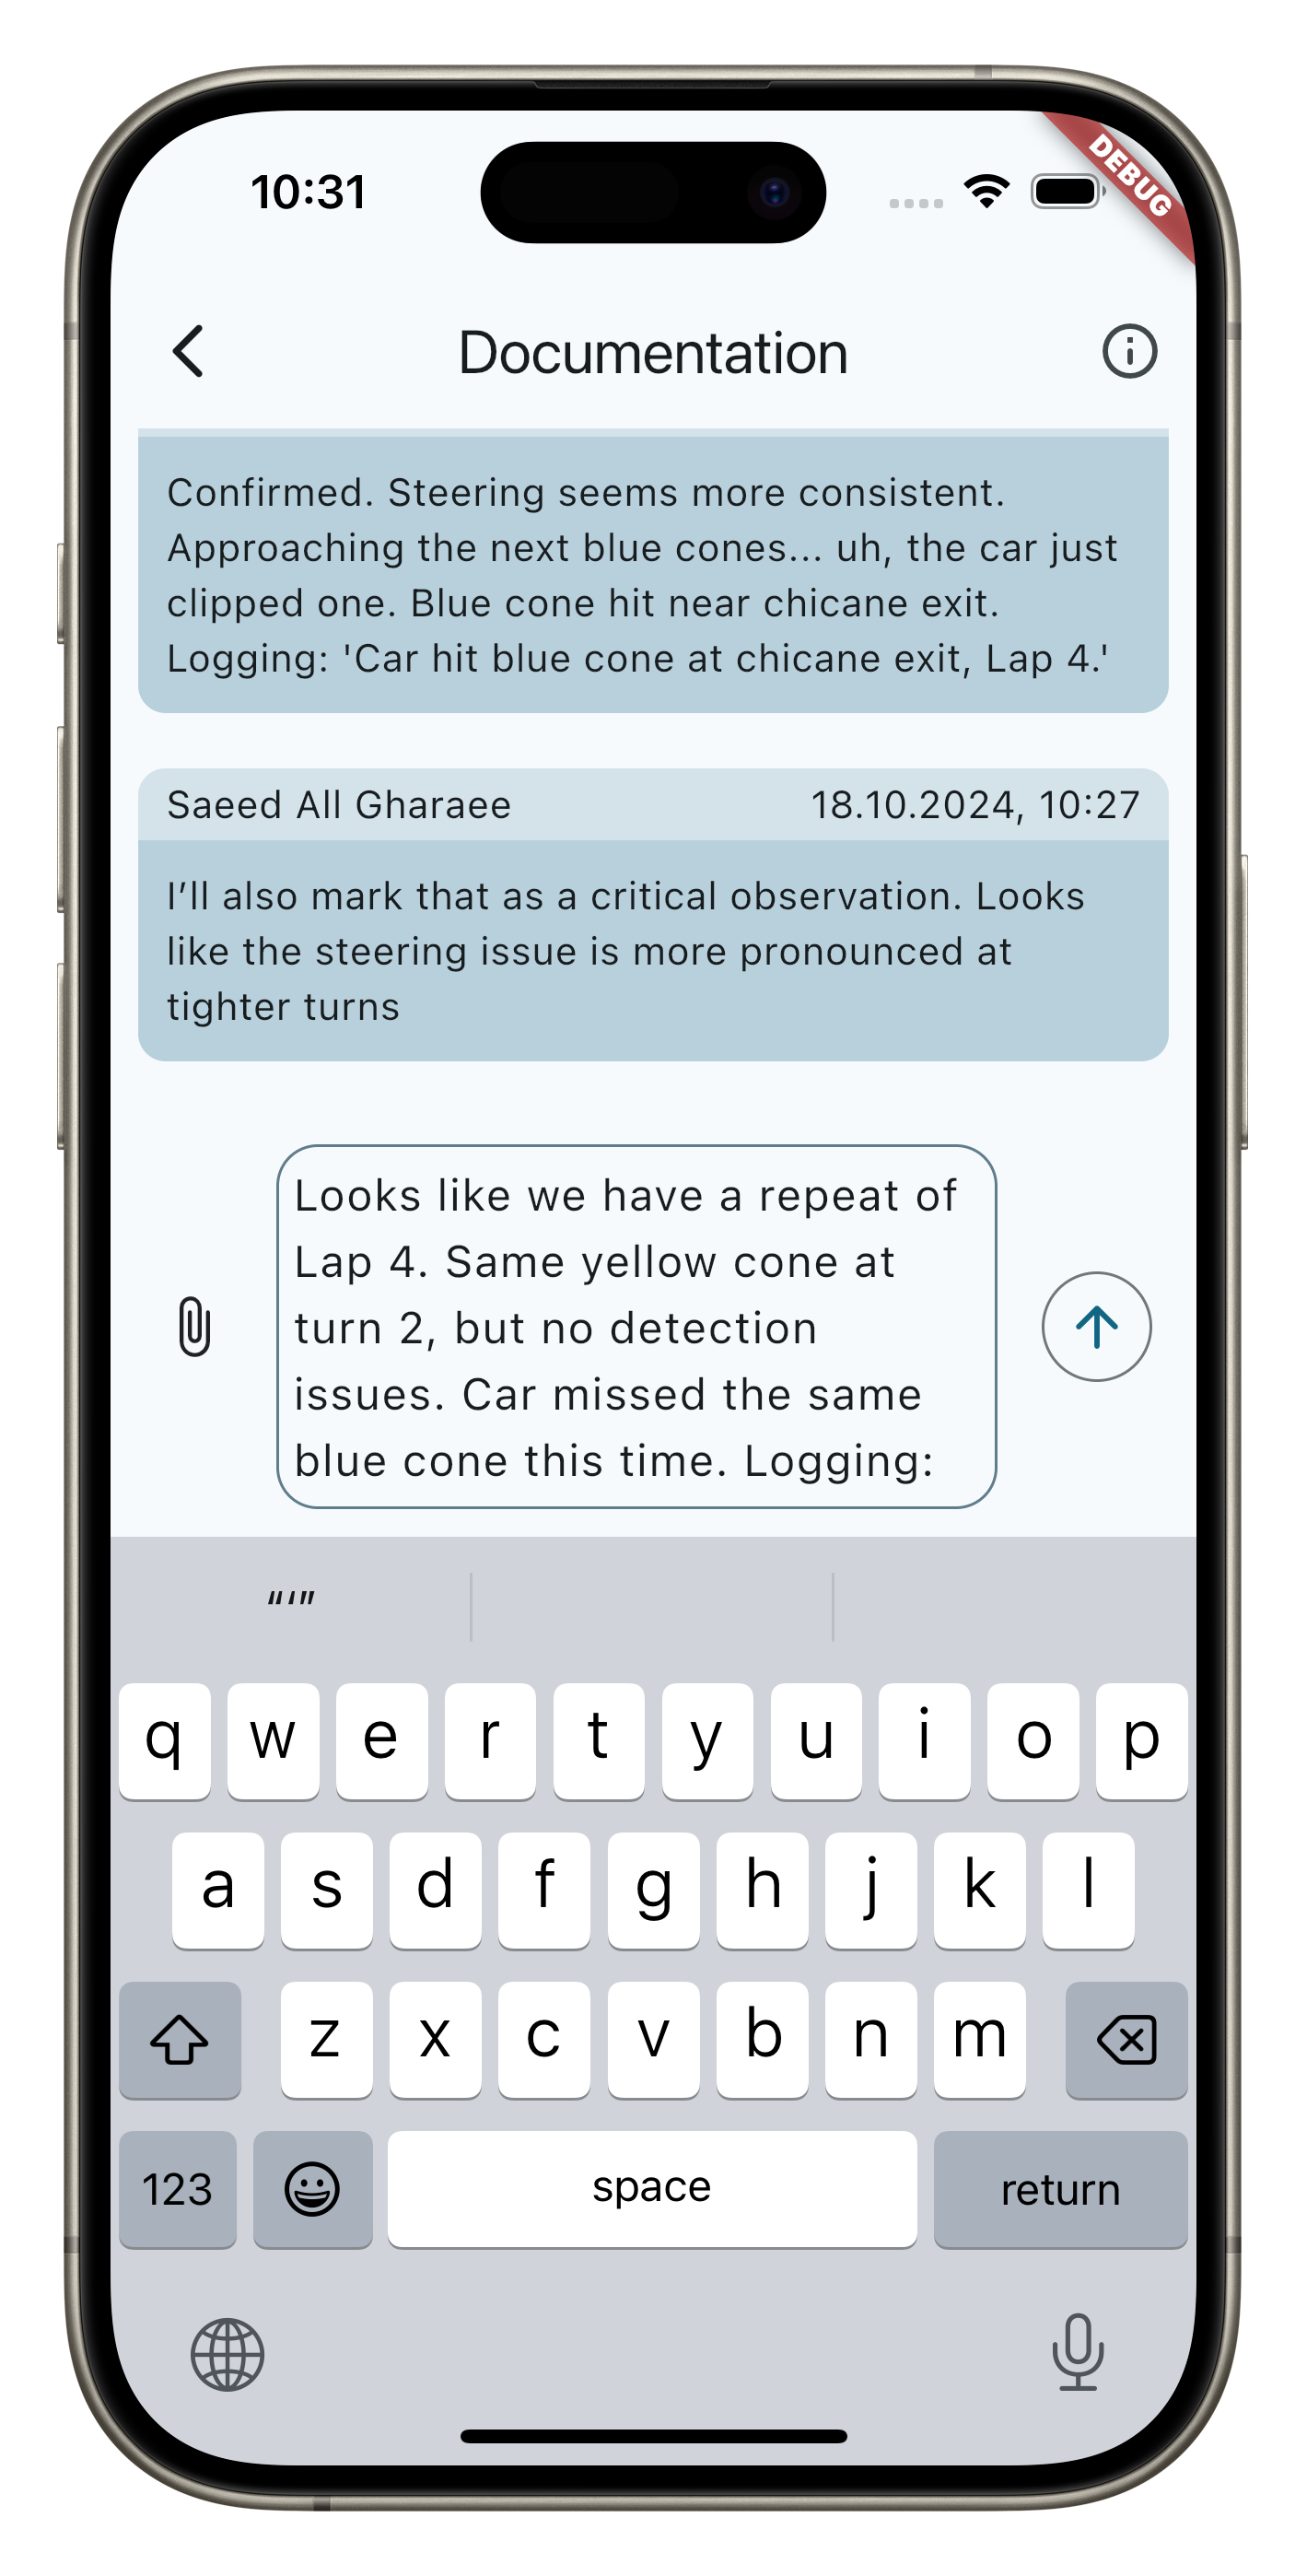 10:31
DEBUG
Documentation
Confirmed. Steering seems more consistent.
Approaching the next blue cones... uh, the car just
clipped one. Blue cone hit near chicane exit.
Logging: 'Car hit blue cone at chicane exit, Lap 4.'
Saeed All Gharaee 18.10.2024, 10:27
I’ll also mark that as a critical observation. Looks
like the steering issue is more pronounced at
tighter turns
Looks like we have a repeat of
Lap 4. Same yellow cone at
turn 2, but no detection
issues. Car missed the same
blue cone this time. Logging:
“‘”
q w e r t y u i o p
a s d f g h j k l
z x c v b n m
123 space return